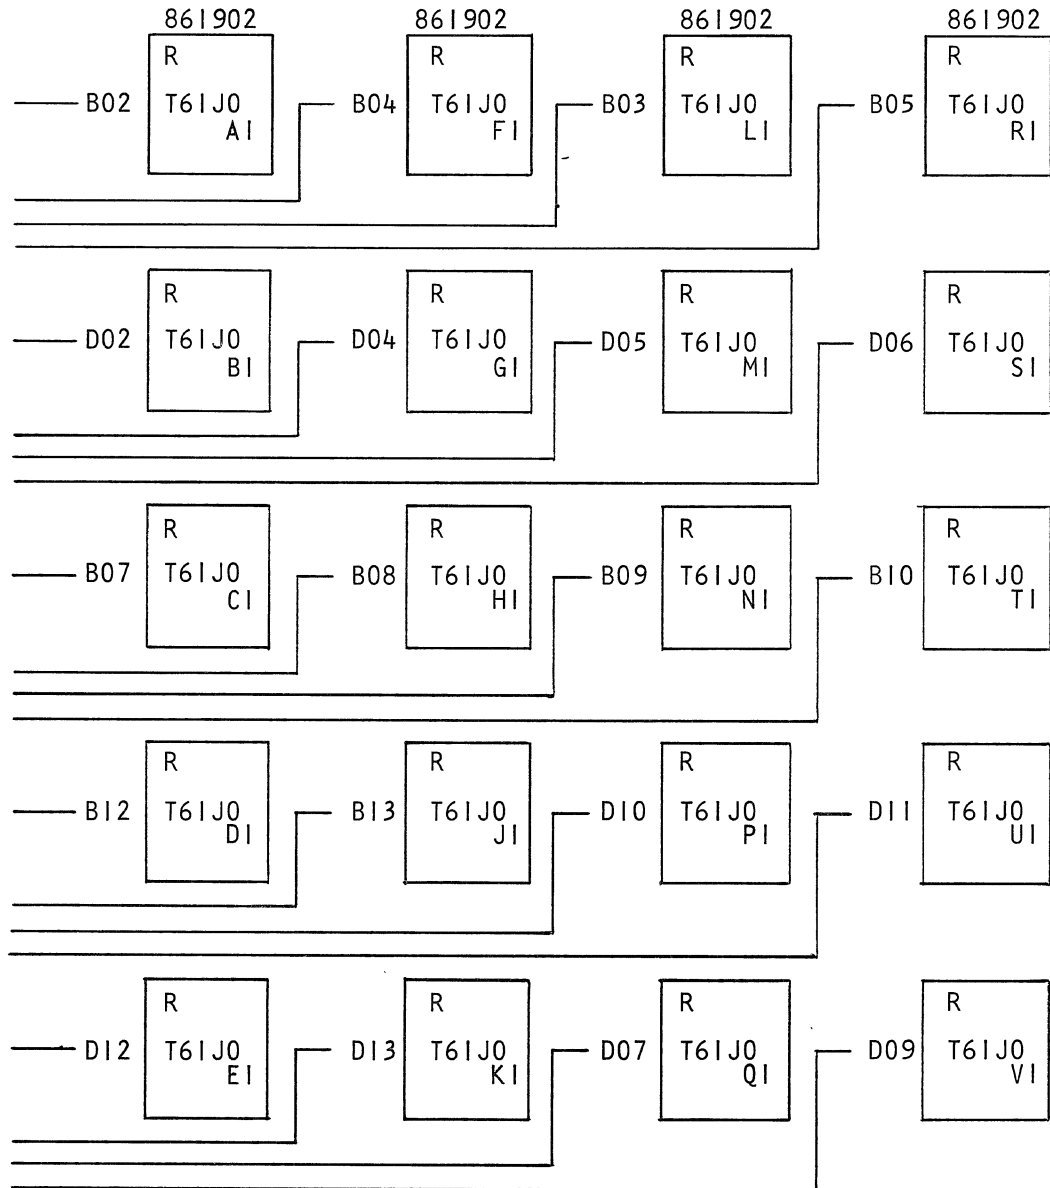 861902 861902 861902 861902
R R R R
B02 T61J0 B04 T61J0 B03 T61J0 B05 T61J0
A1 F1 L1 R1
R R R R
D02 T61J0 D04 T61J0 D05 T61J0 D06 T61J0
B1 G1 M1 S1
R R R R
B07 T61J0 B08 T61J0 B09 T61J0 B10 T61J0
C1 H1 N1 T1
R R R R
B12 T61J0 B13 T61J0 D10 T61J0 D11 T61J0
D1 J1 P1 U1
R R R R
D12 T61J0 D13 T61J0 D07 T61J0 D09 T61J0
E1 K1 Q1 V1